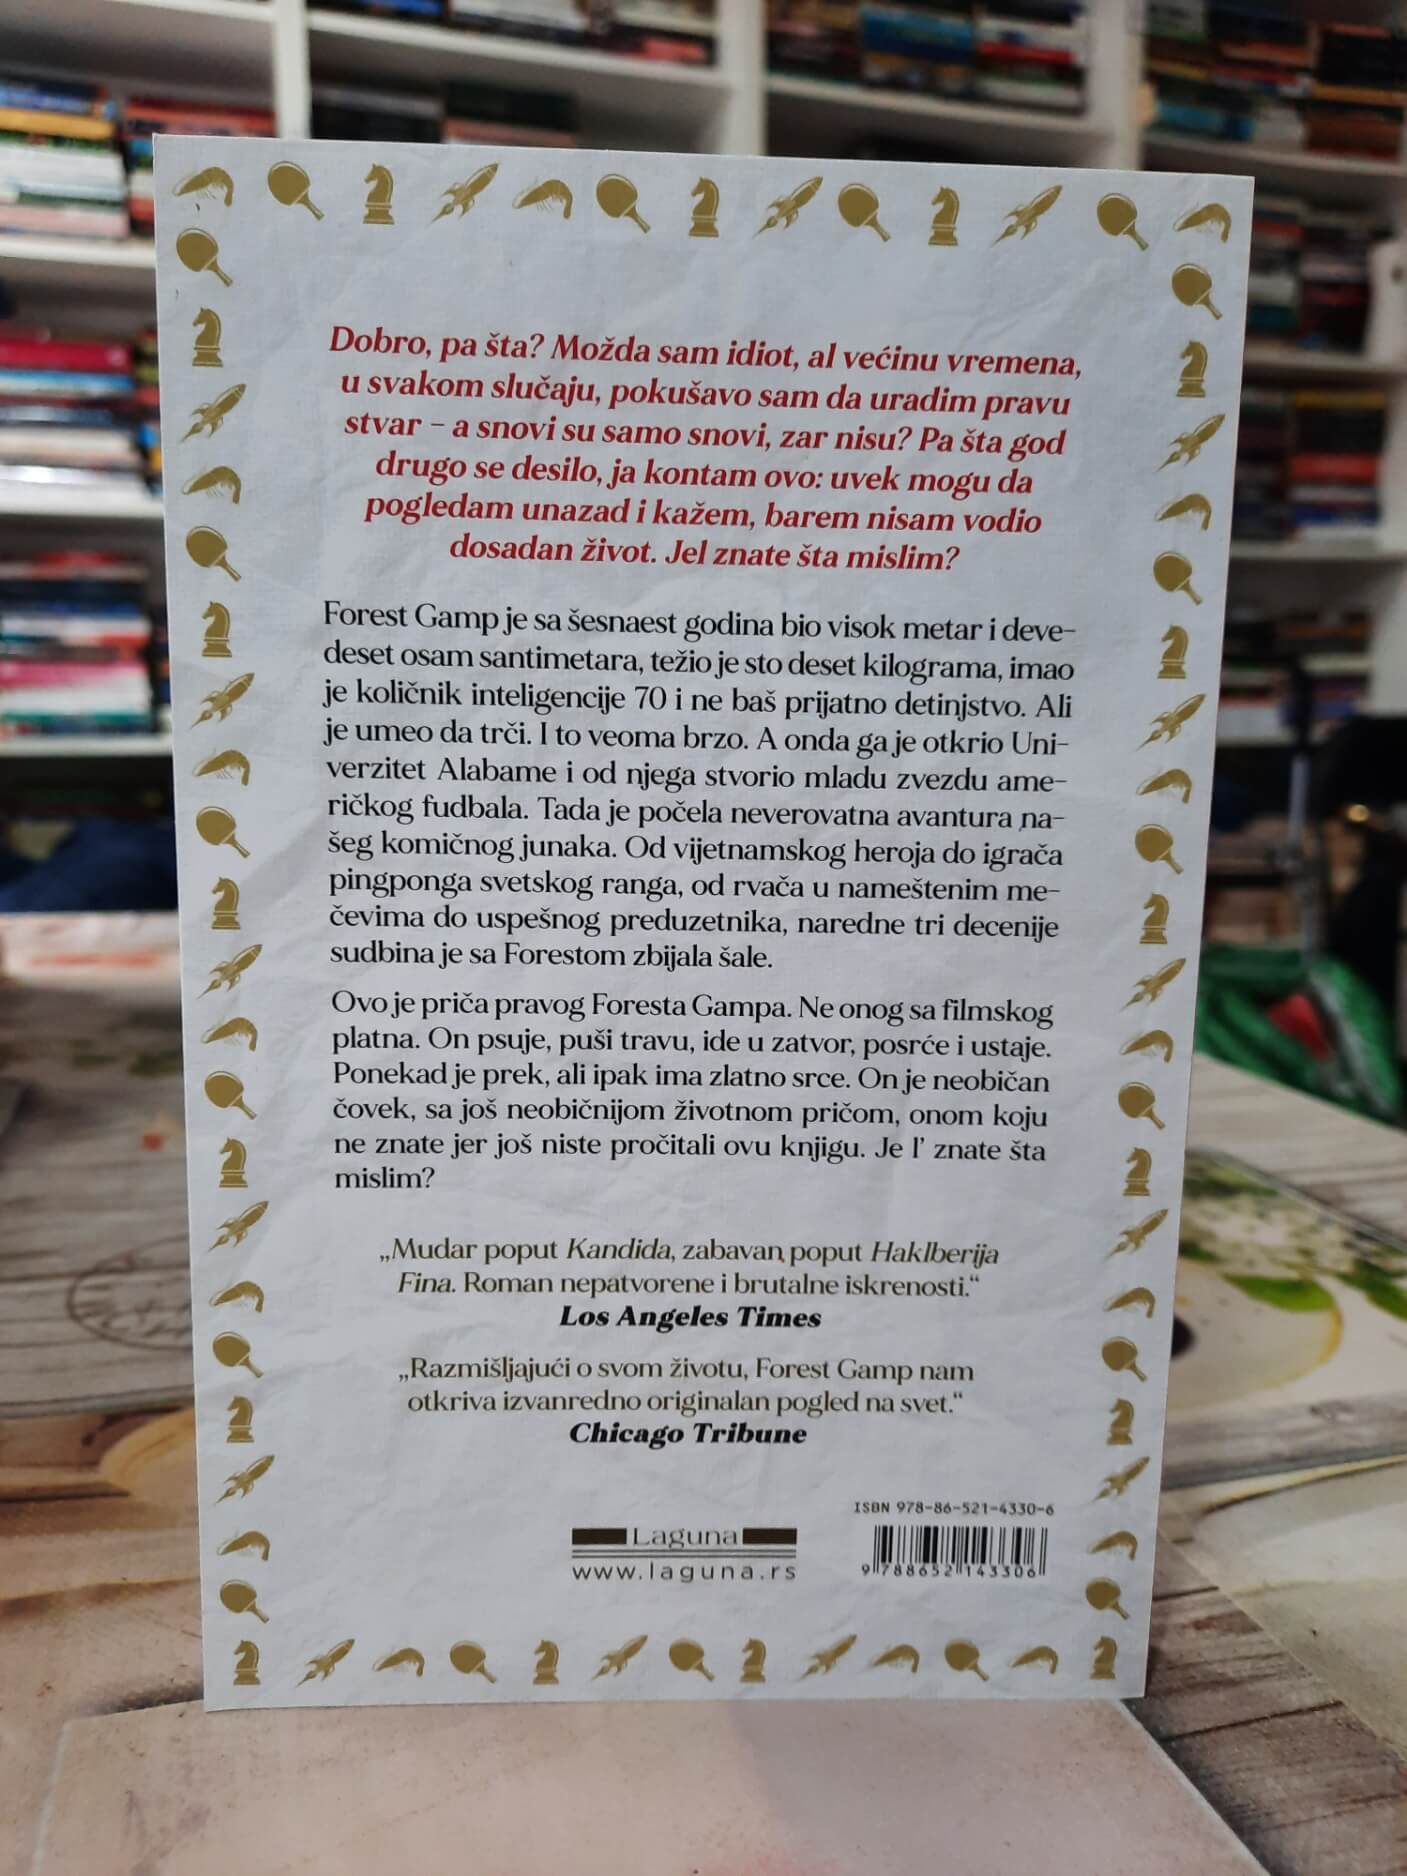 Dobro, pa šta? Možda sam idiot, al većinu vremena,
u svakom slučaju, pokušavo sam da uradim pravu
stvar – a snovi su samo snovi, zar nisu? Pa šta god
drugo se desilo, ja kontam ovo: uvek mogu da
pogledam unazad i kažem, barem nisam vodio
dosadan život. Jel znate šta mislim?
Forest Gamp je sa šesnaest godina bio visok metar i deve-
deset osam santimetara, težio je sto deset kilograma, imao
je količnik inteligencije 70 i ne baš prijatno detinjstvo. Ali
je umeo da trči. I to veoma brzo. A onda ga je otkrio Uni-
verzitet Alabame i od njega stvorio mladu zvezdu ame-
ričkog fudbala. Tada je počela neverovatna avantura na-
šeg komičnog junaka. Od vijetnamskog heroja do igrača
pingponga svetskog ranga, od rvača u nameštenim me-
čevima do uspešnog preduzetnika, naredne tri decenije
sudbina je sa Forestom zbijala šale.
Ovo je priča pravog Foresta Gampa. Ne onog sa filmskog
platna. On psuje, puši travu, ide u zatvor, posrće i ustaje.
Ponekad je prek, ali ipak ima zlatno srce. On je neobičan
čovek, sa još neobičnijom životnom pričom, onom koju
ne znate jer još niste pročitali ovu knjigu. Je l' znate šta
mislim?
„Mudar poput Kandida, zabavan poput Haklberija
Fina. Roman nepatvorene i brutalne iskrenosti.“
Los Angeles Times
„Razmišljajući o svom životu, Forest Gamp nam
otkriva izvanredno originalan pogled na svet.“
Chicago Tribune
ISBN 978-86-521-4330-6
Laguna
www.laguna.rs
9 788652 143306